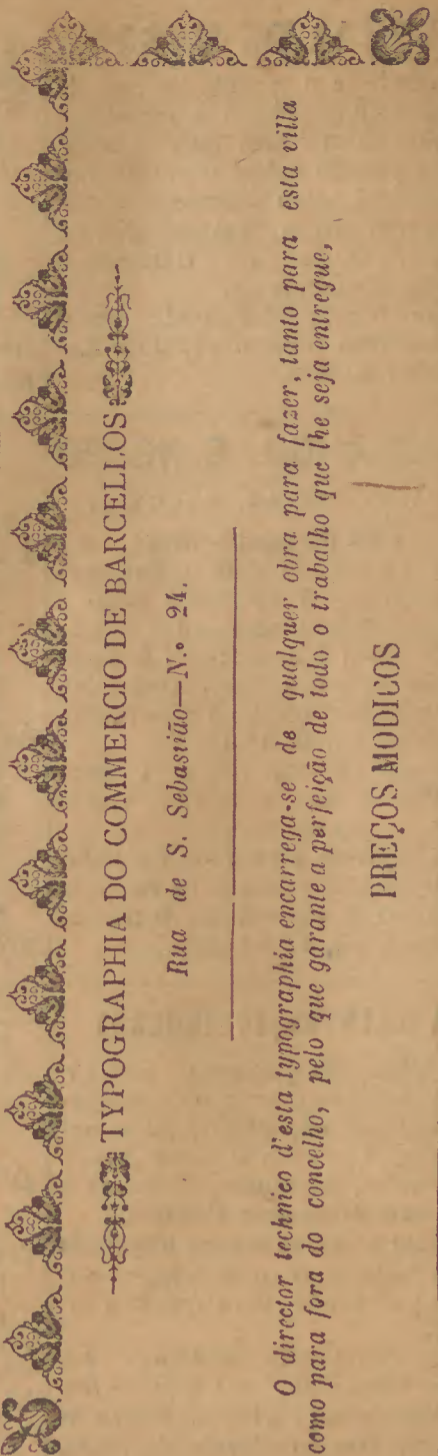 TYPOGRAPHIA DO COMMERCIO DE BARCELLOS
Rua de S. Sebastião—N.º 24.
O director technico d'esta typographia encarrega-se de qualquer obra para fazer, tanto para esta villa
como para fora do concelho, pelo que garante a perfeição de todo o trabalho que lhe seja entregue,
PREÇOS MODICOS